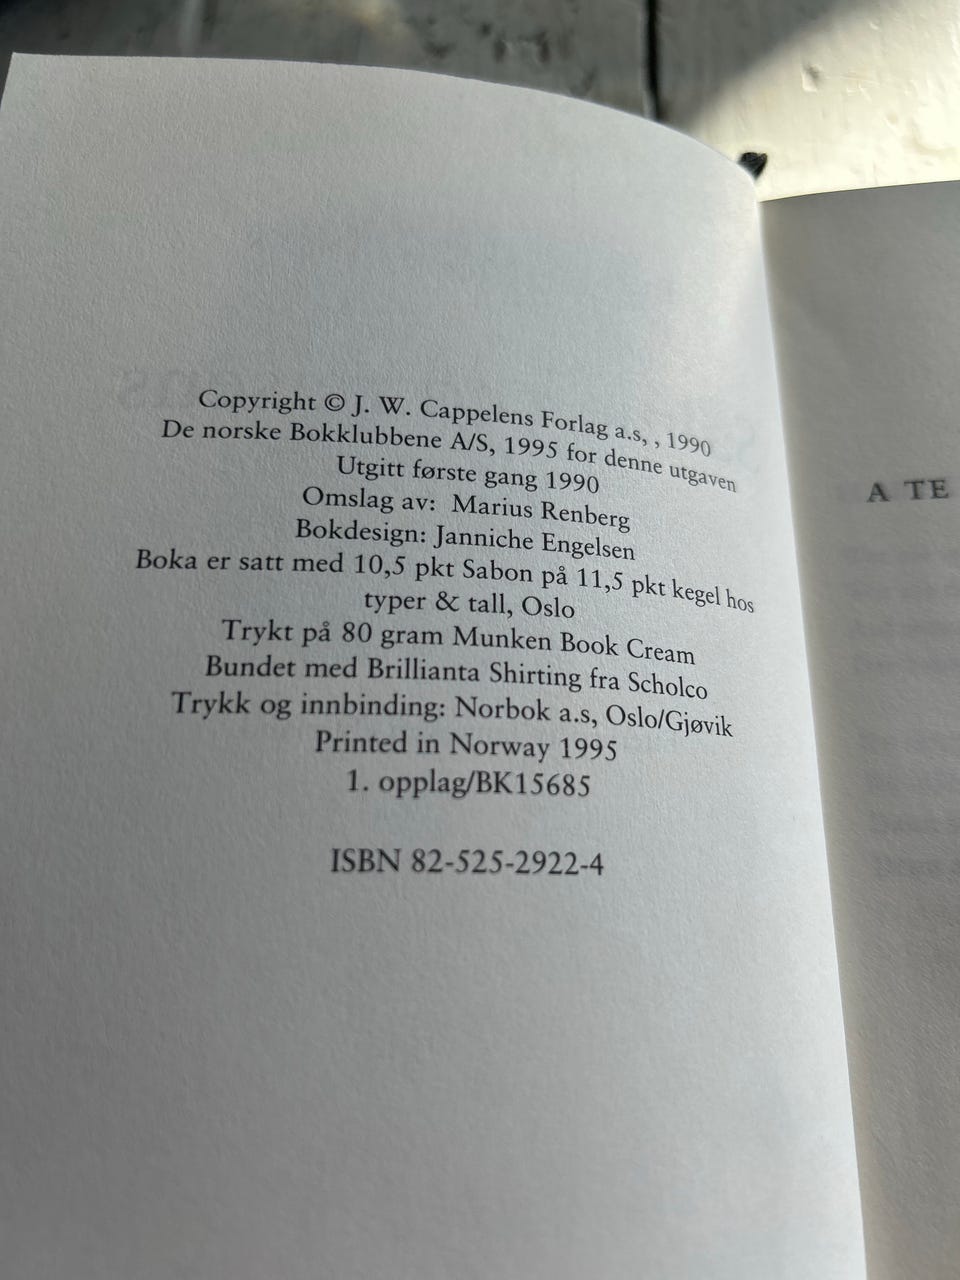 Copyright © J. W. Cappelens Forlag a.s, , 1990
De norske Bokklubbene A/S, 1995 for denne utgaven
Utgitt første gang 1990
Omslag av: Marius Renberg
Bokdesign: Janniche Engelsen
Boka er satt med 10,5 pkt Sabon på 11,5 pkt kegel hos
typer & tall, Oslo
Trykt på 80 gram Munken Book Cream
Bundet med Brillianta Shirting fra Scholco
Trykk og innbinding: Norbok a.s, Oslo/Gjøvik
Printed in Norway 1995
1. opplag/BK15685
ISBN 82-525-2922-4
A TE